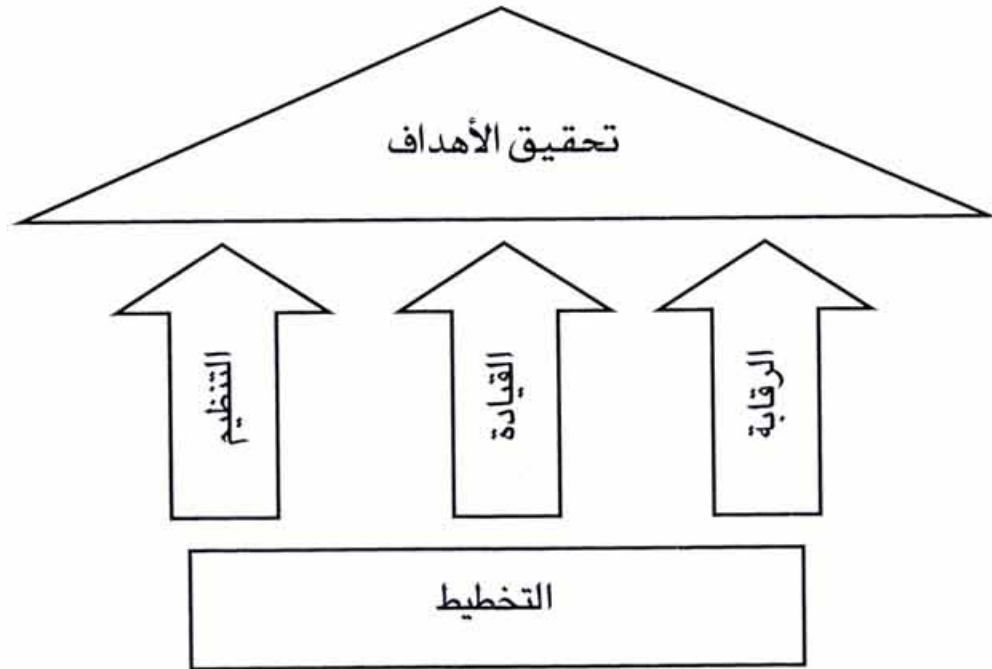 تحقيق الأهداف
الرقابة
القيادة
التنظيم
التخطيط